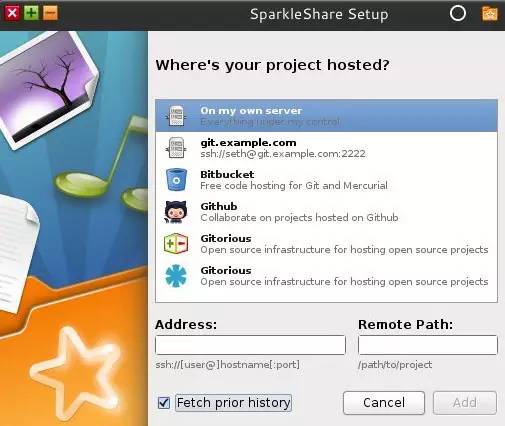 SparkleShare Setup
Where's your project hosted?
On my own server
Everything under my control
git.example.com
ssh://seth@git.example.com:2222
Bitbucket
Free code hosting for Git and Mercurial
Github
Collaborate on projects hosted on Github
Gitorious
Open source infrastructure for hosting open source projects
Gitorious
Open source infrastructure for hosting open source projects
Address: Remote Path:
ssh://[user@]hostname[:port] /path/to/project
Fetch prior history Cancel Add